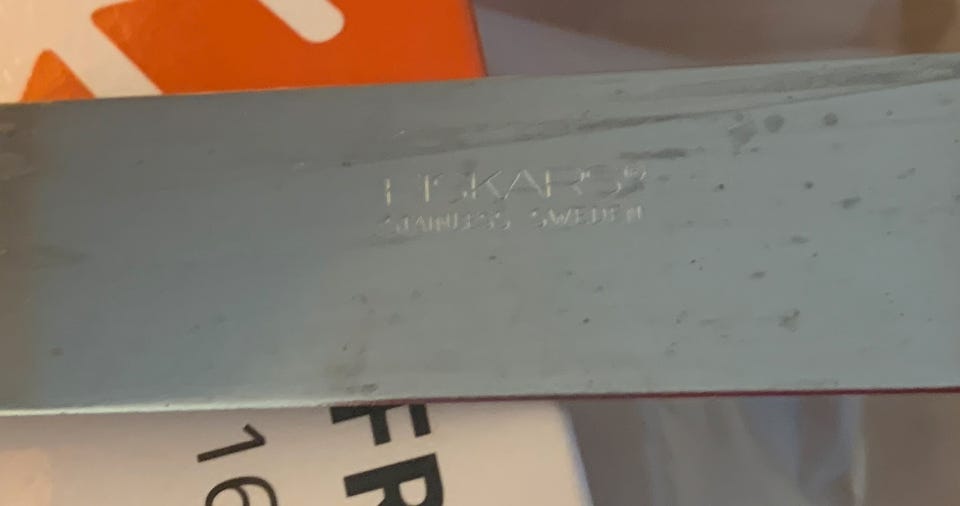 FISKARS®
STAINLESS SWEDEN
FR
16